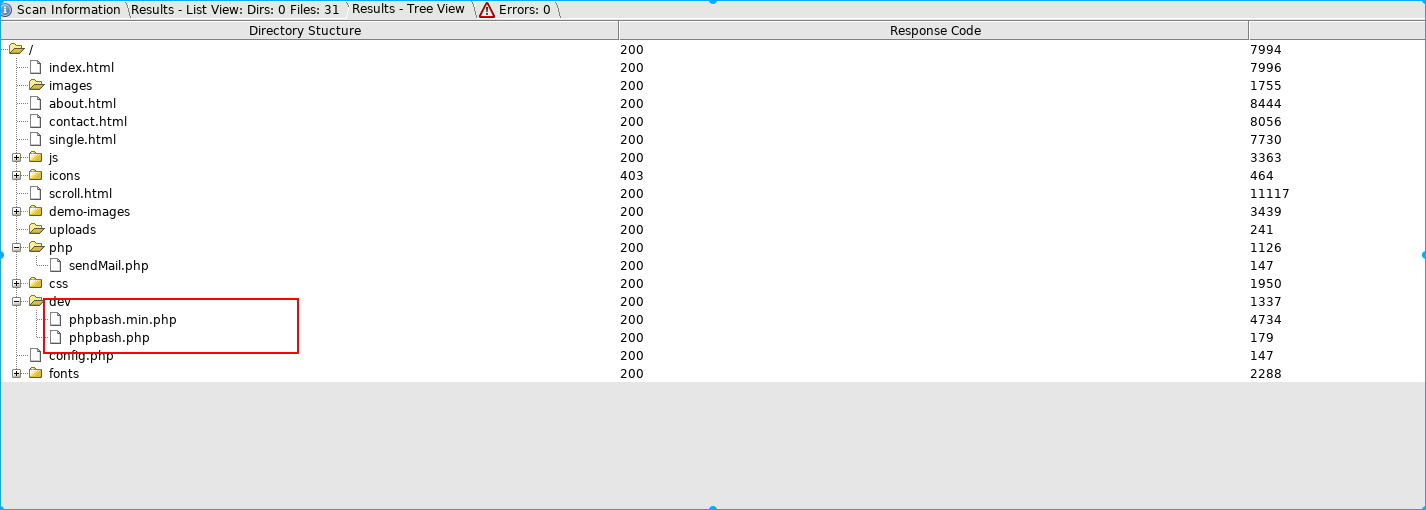 Scan Information Results - List View: Dirs: 0 Files: 31 Results - Tree View Errors: 0
Directory Stucture Response Code
/ 200 7994
index.html 200 7996
images 200 1755
about.html 200 8444
contact.html 200 8056
single.html 200 7730
js 200 3363
icons 403 464
scroll.html 200 11117
demo-images 200 3439
uploads 200 241
php 200 1126
sendMail.php 200 147
css 200 1950
dev 200 1337
phpbash.min.php 200 4734
phpbash.php 200 179
config.php 200 147
fonts 200 2288